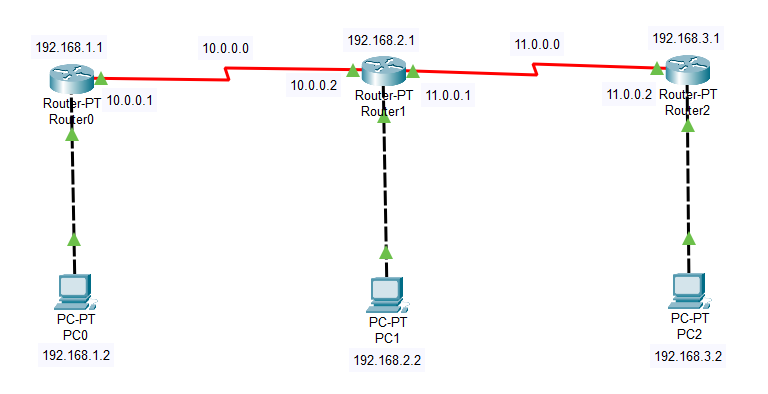 192.168.1.1
10.0.0.0
192.168.2.1
11.0.0.0
192.168.3.1
Router-PT
Router0
10.0.0.1
10.0.0.2
Router-PT
Router1
11.0.0.1
11.0.0.2
Router-PT
Router2
PC-PT
PC0
192.168.1.2
PC-PT
PC1
192.168.2.2
PC-PT
PC2
192.168.3.2